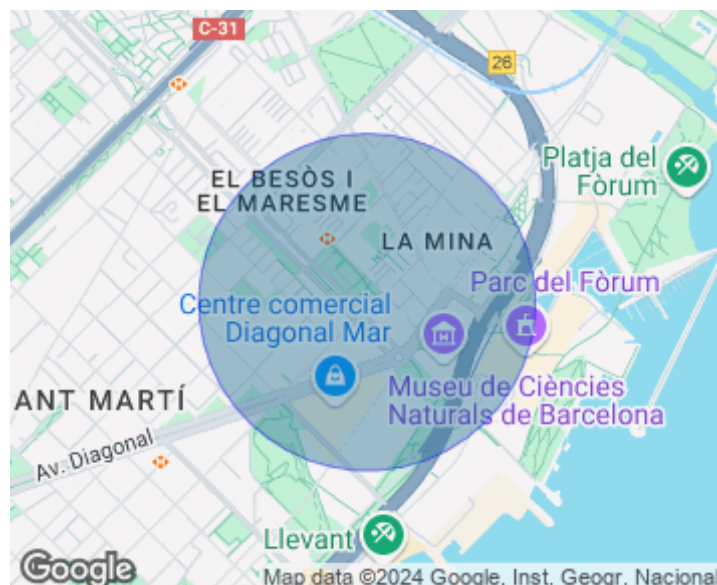 C-31
26
Platja del
Fòrum
EL BESÒS I
EL MARESME
LA MINA
Parc del Fòrum
Centre comercial
Diagonal Mar
Museu de Ciències
Naturals de Barcelona
ANT MARTÍ
Av. Diagonal
Llevant
Google
Map data ©2024 Google, Inst. Geogr. Nacional